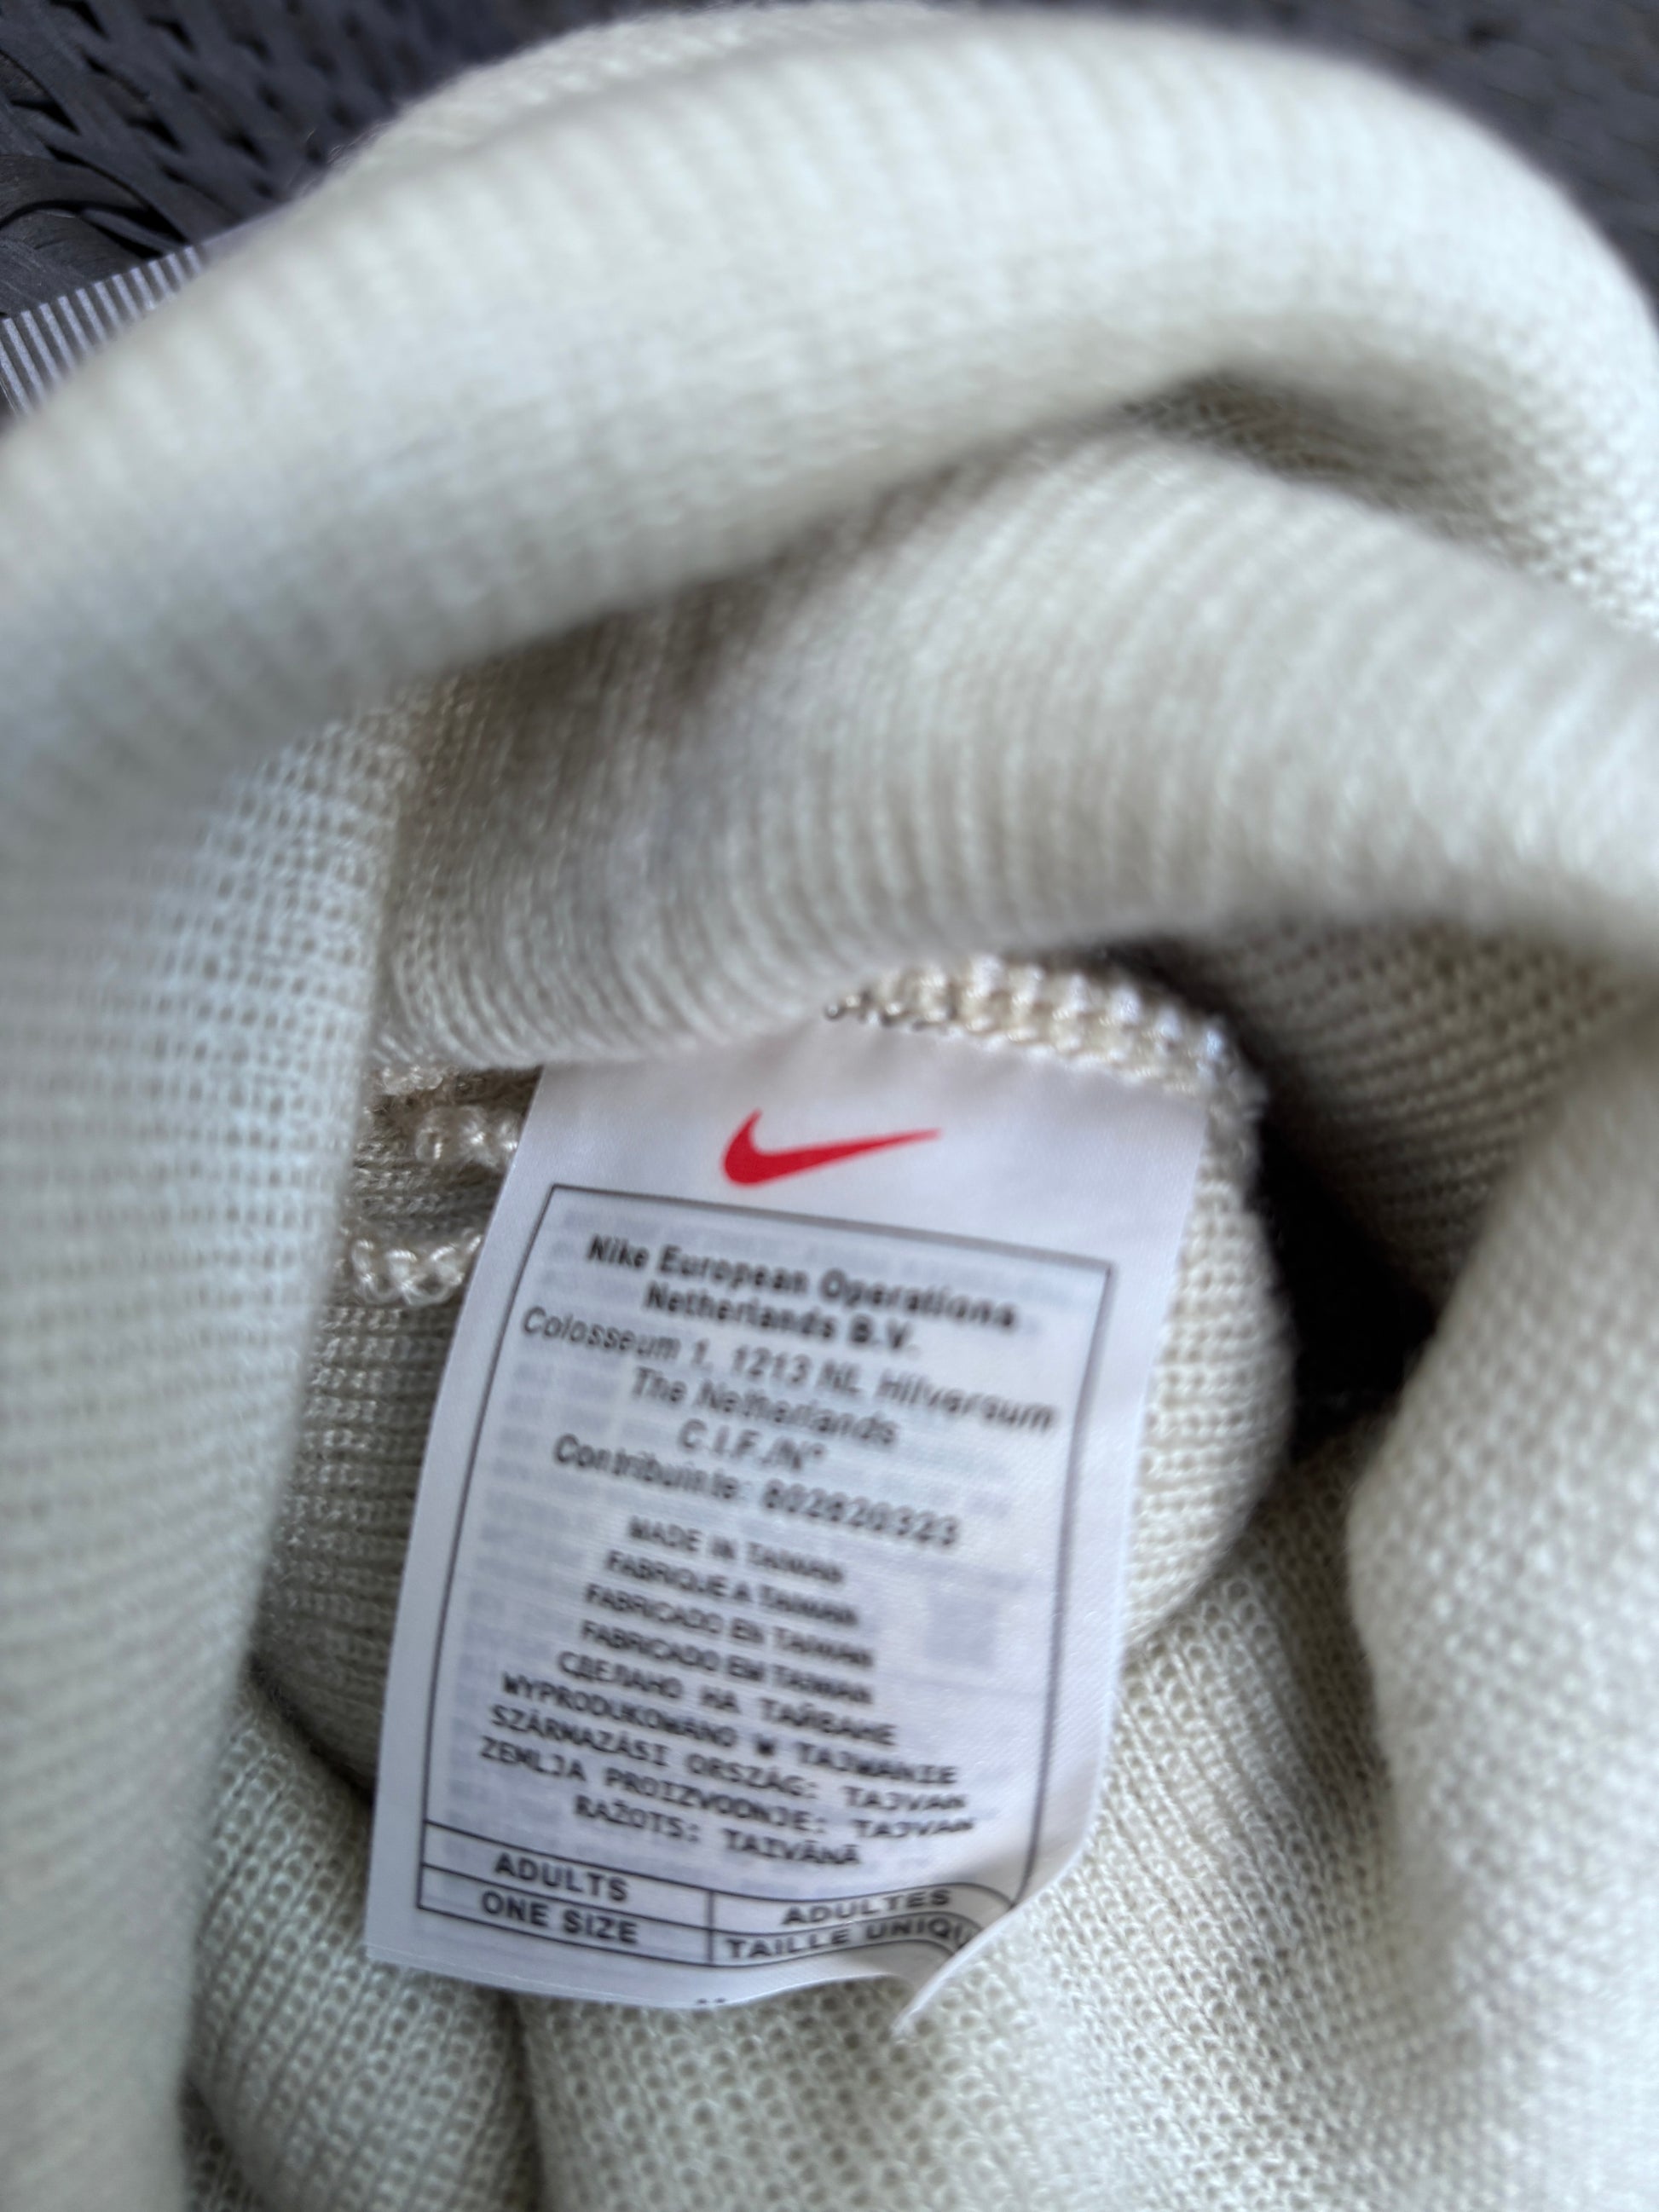 Nike European Operations
Netherlands B.V.
Colosseum 1, 1213 NL Hilversum
The Netherlands
C.I.F./N°
Contribuinte: 802620323
MADE IN TAIWAN
FABRIQUE A TAIWAN
FABRICADO EN TAIWAN
FABRICADO EM TAIWAN
СДЕЛАНО НА ТАЙВАНЕ
WYPRODUKOWANO W TAJWANIE
SZÁRMAZÁSI ORSZÁG: TAJVAN
ZEMLJA PROIZVODNJE: TAJVAN
RAŽOTS: TAIVĀNĀ
ADULTS ADULTES
ONE SIZE TAILLE UNIQU